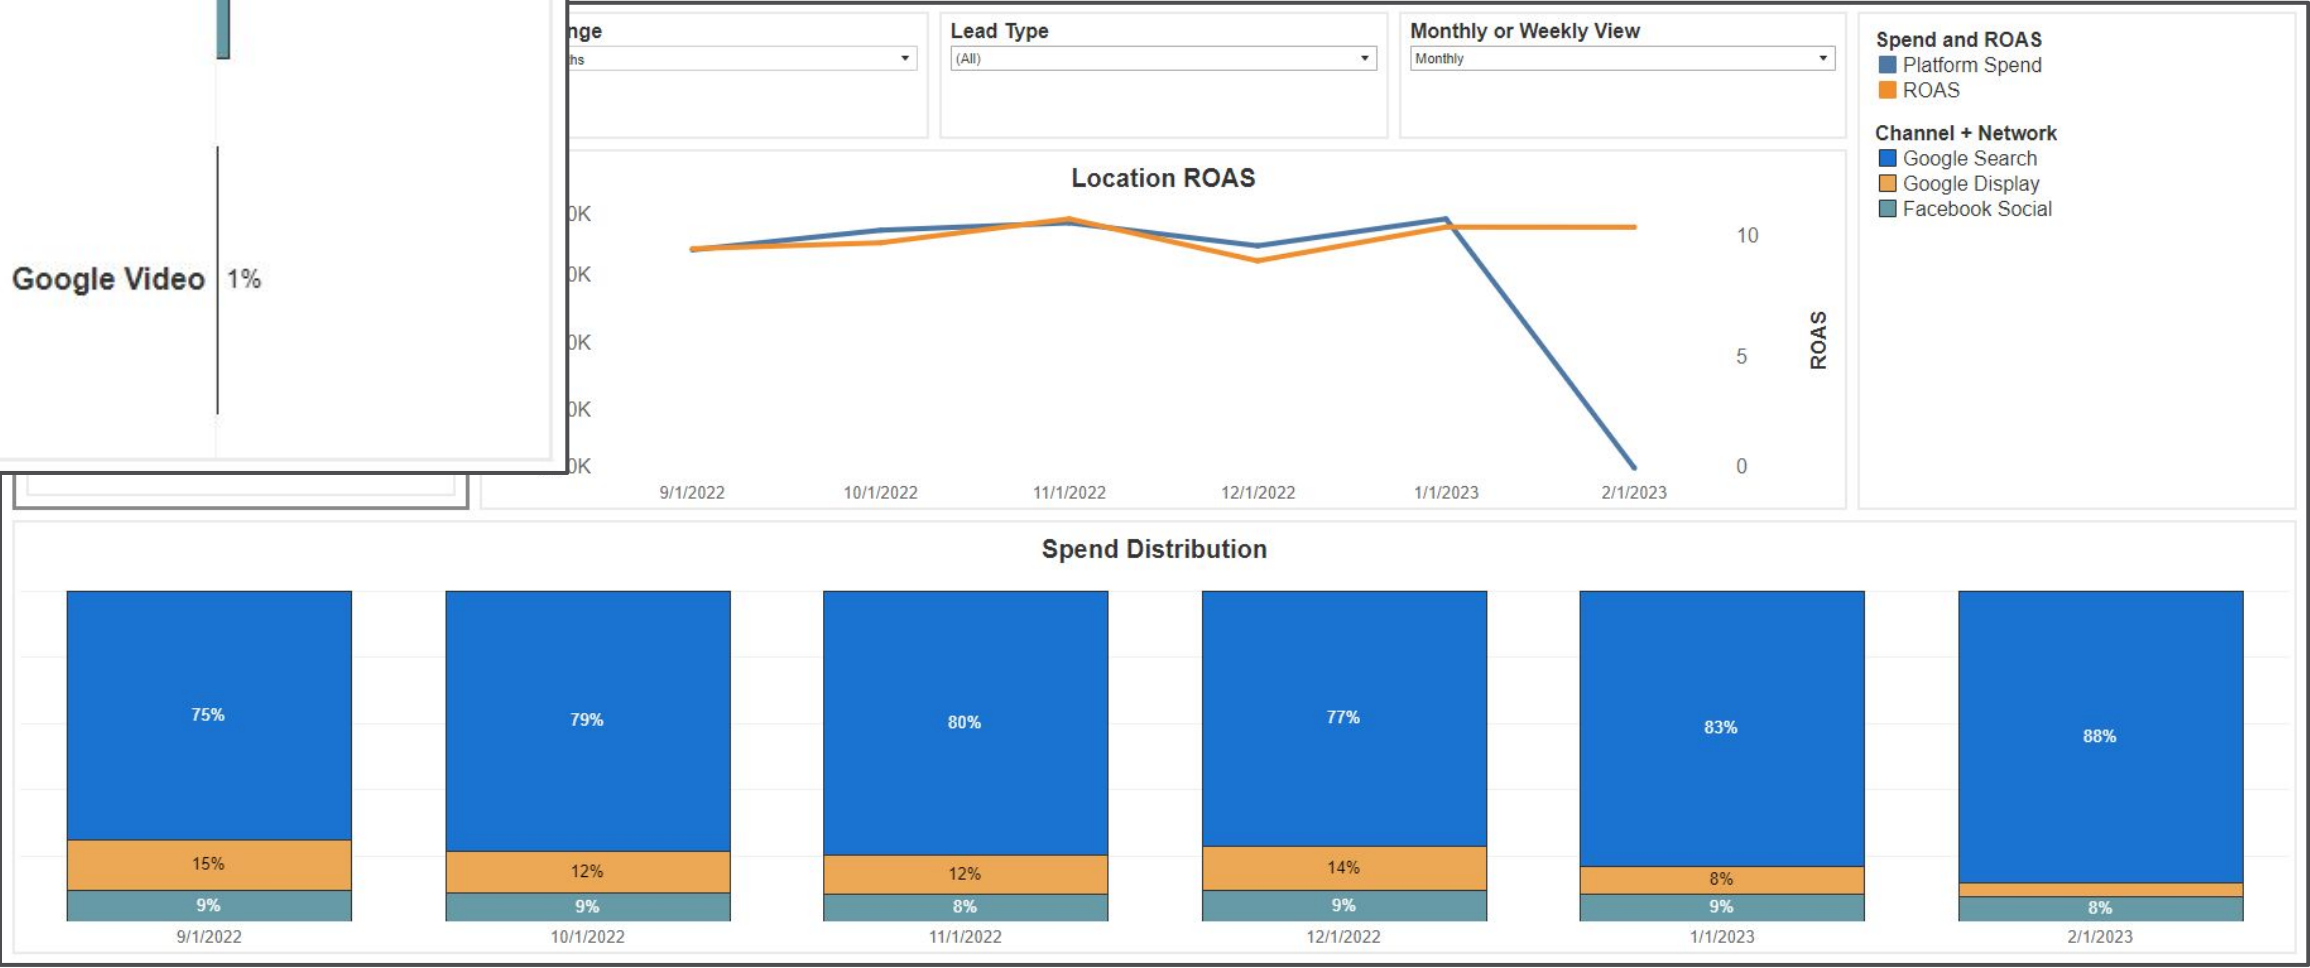 Google Video 1%
nge
ths
Lead Type
(All)
Monthly or Weekly View
Monthly
Spend and ROAS
Platform Spend
ROAS
Channel + Network
Google Search
Google Display
Facebook Social
Location ROAS
0K
0K
0K
0K
0K
10
5
0
ROAS
9/1/2022 10/1/2022 11/1/2022 12/1/2022 1/1/2023 2/1/2023
Spend Distribution
75% 79% 80% 77% 83% 88%
15% 12% 12% 14% 8%
9% 9% 8% 9% 9% 8%
9/1/2022 10/1/2022 11/1/2022 12/1/2022 1/1/2023 2/1/2023